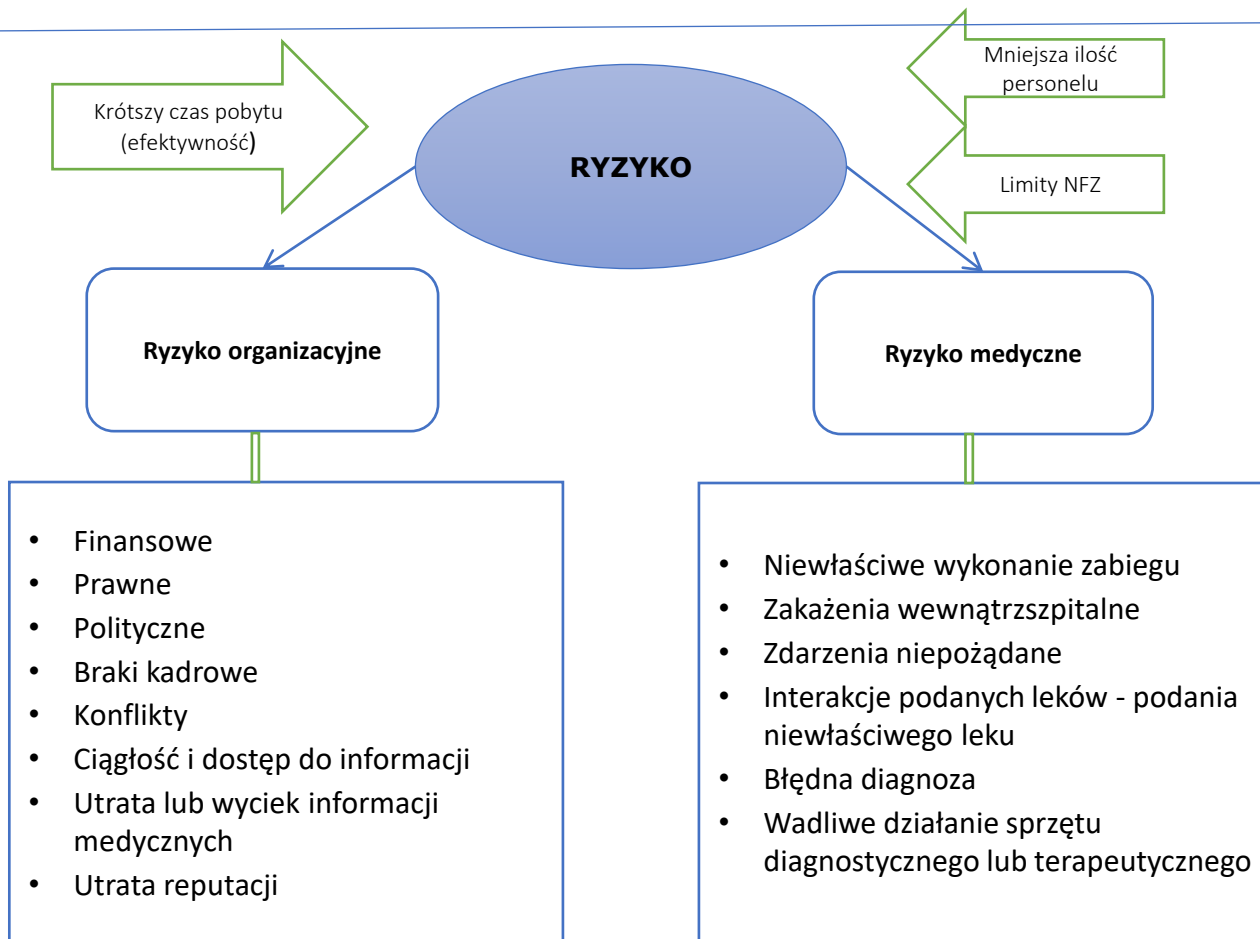 Krótszy czas pobytu
(efektywność)
RYZYKO
Mniejsza ilość
personelu
Limity NFZ
Ryzyko organizacyjne
Ryzyko medyczne
• Finansowe
• Prawne
• Polityczne
• Braki kadrowe
• Konflikty
• Ciągłość i dostęp do informacji
• Utrata lub wyciek informacji
medycznych
• Utrata reputacji
• Niewłaściwe wykonanie zabiegu
• Zakażenia wewnątrzszpitalne
• Zdarzenia niepożądane
• Interakcje podanych leków - podania
niewłaściwego leku
• Błędna diagnoza
• Wadliwe działanie sprzętu
diagnostycznego lub terapeutycznego